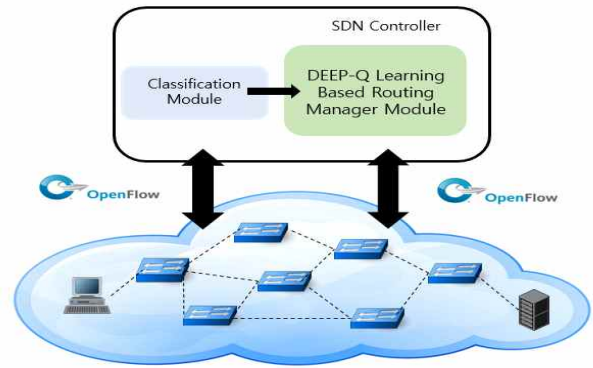 SDN Controller
Classification
Module
DEEP-Q Learning
Based Routing
Manager Module
OpenFlow
OpenFlow